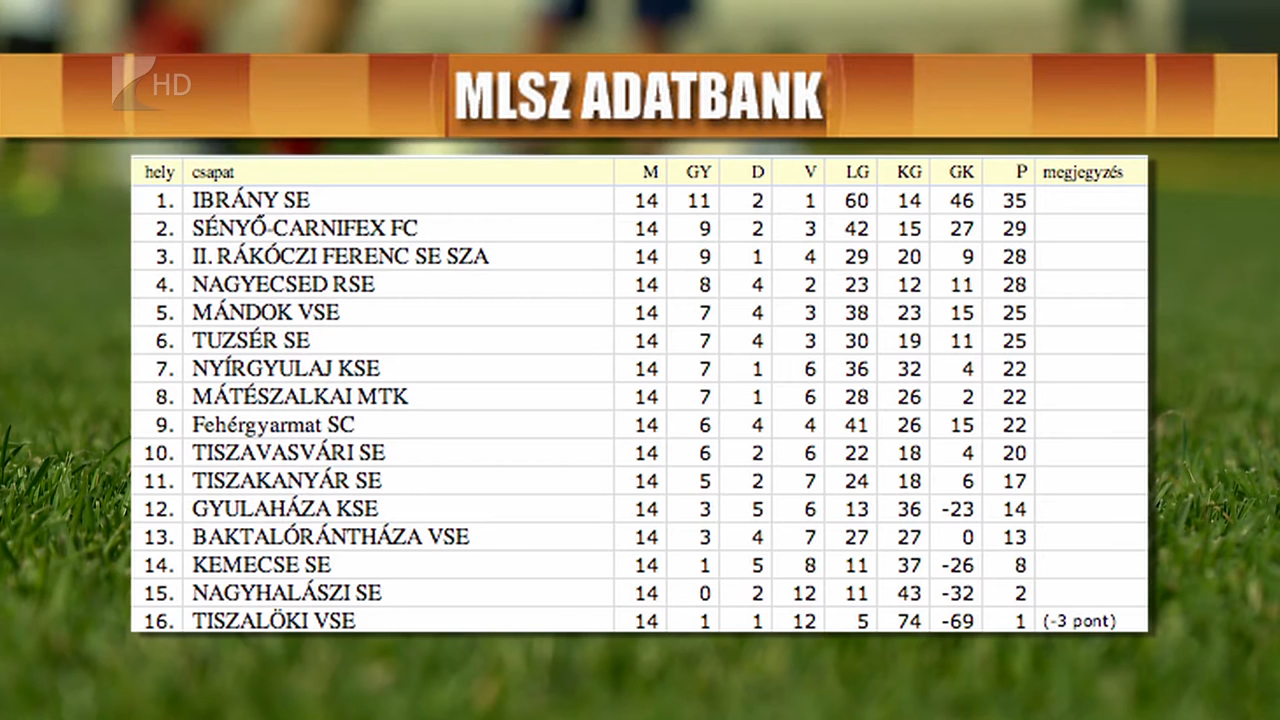 HD
MLSZ ADATBANK
hely csapat M GY D V LG KG GK P megjegyzés
1. IBRÁNY SE 14 11 2 1 60 14 46 35
2. SÉNYŐ-CARNIFEX FC 14 9 2 3 42 15 27 29
3. II. RÁKÓCZI FERENC SE SZA 14 9 1 4 29 20 9 28
4. NAGYECSED RSE 14 8 4 2 23 12 11 28
5. MÁNDOK VSE 14 7 4 3 38 23 15 25
6. TUZSÉR SE 14 7 4 3 30 19 11 25
7. NYÍRGYULAJ KSE 14 7 1 6 36 32 4 22
8. MÁTÉSZALKAI MTK 14 7 1 6 28 26 2 22
9. Fehérgyarmat SC 14 6 4 4 41 26 15 22
10. TISZAVASVÁRI SE 14 6 2 6 22 18 4 20
11. TISZAKANYÁR SE 14 5 2 7 24 18 6 17
12. GYULAHÁZA KSE 14 3 5 6 13 36 -23 14
13. BAKTALÓRÁNTHÁZA VSE 14 3 4 7 27 27 0 13
14. KEMECSE SE 14 1 5 8 11 37 -26 8
15. NAGYHALÁSZI SE 14 0 2 12 11 43 -32 2
16. TISZALÖKI VSE 14 1 1 12 5 74 -69 1 (-3 pont)